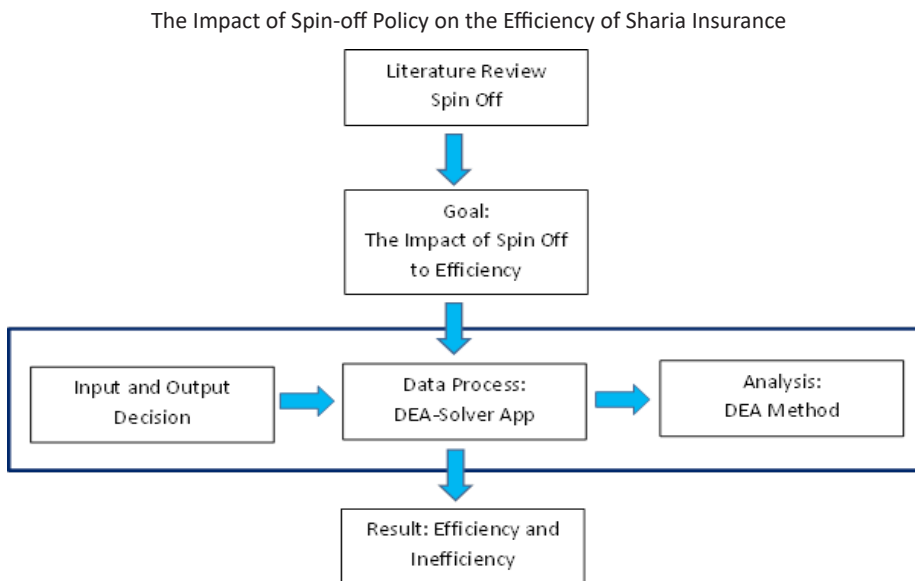 The Impact of Spin-off Policy on the Efficiency of Sharia Insurance
Literature Review
Spin Off
Goal:
The Impact of Spin Off
to Efficiency
Input and Output
Decision
Data Process:
DEA-Solver App
Analysis:
DEA Method
Result: Efficiency and
Inefficiency